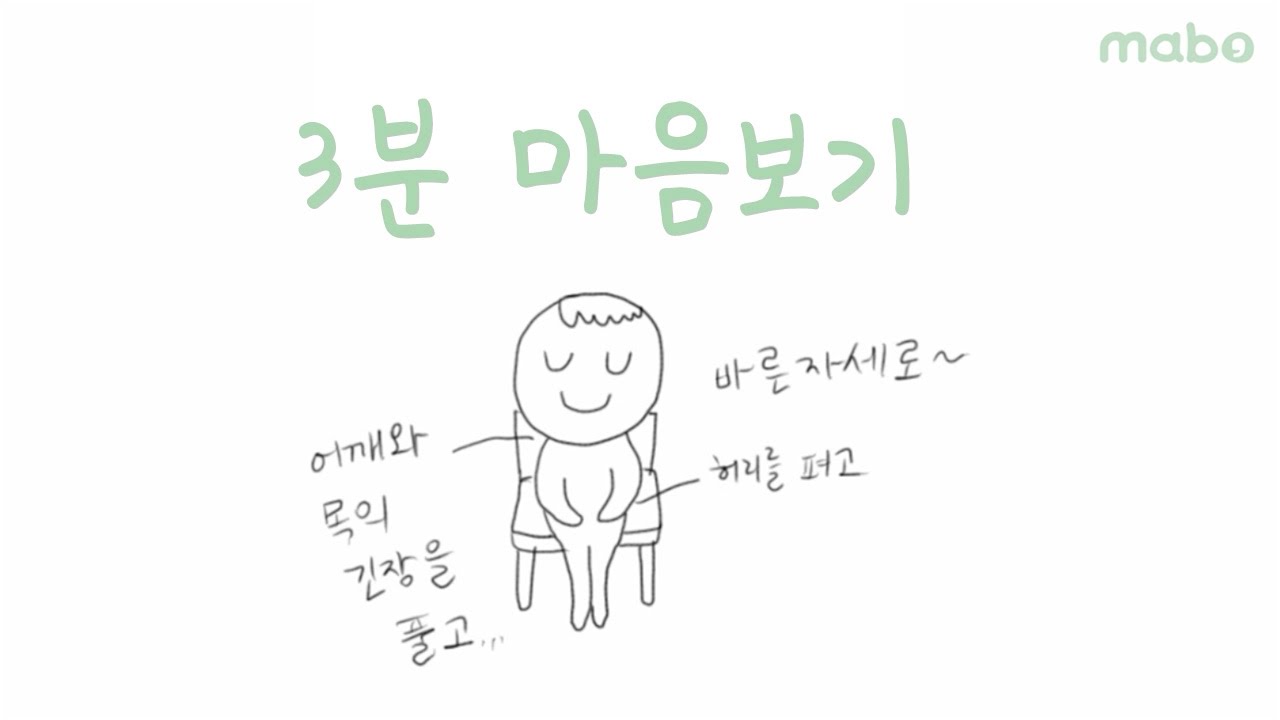 mabo
3분 마음보기
바른자세로~
허리를 펴고
어깨와
목의
긴장을
풀고...